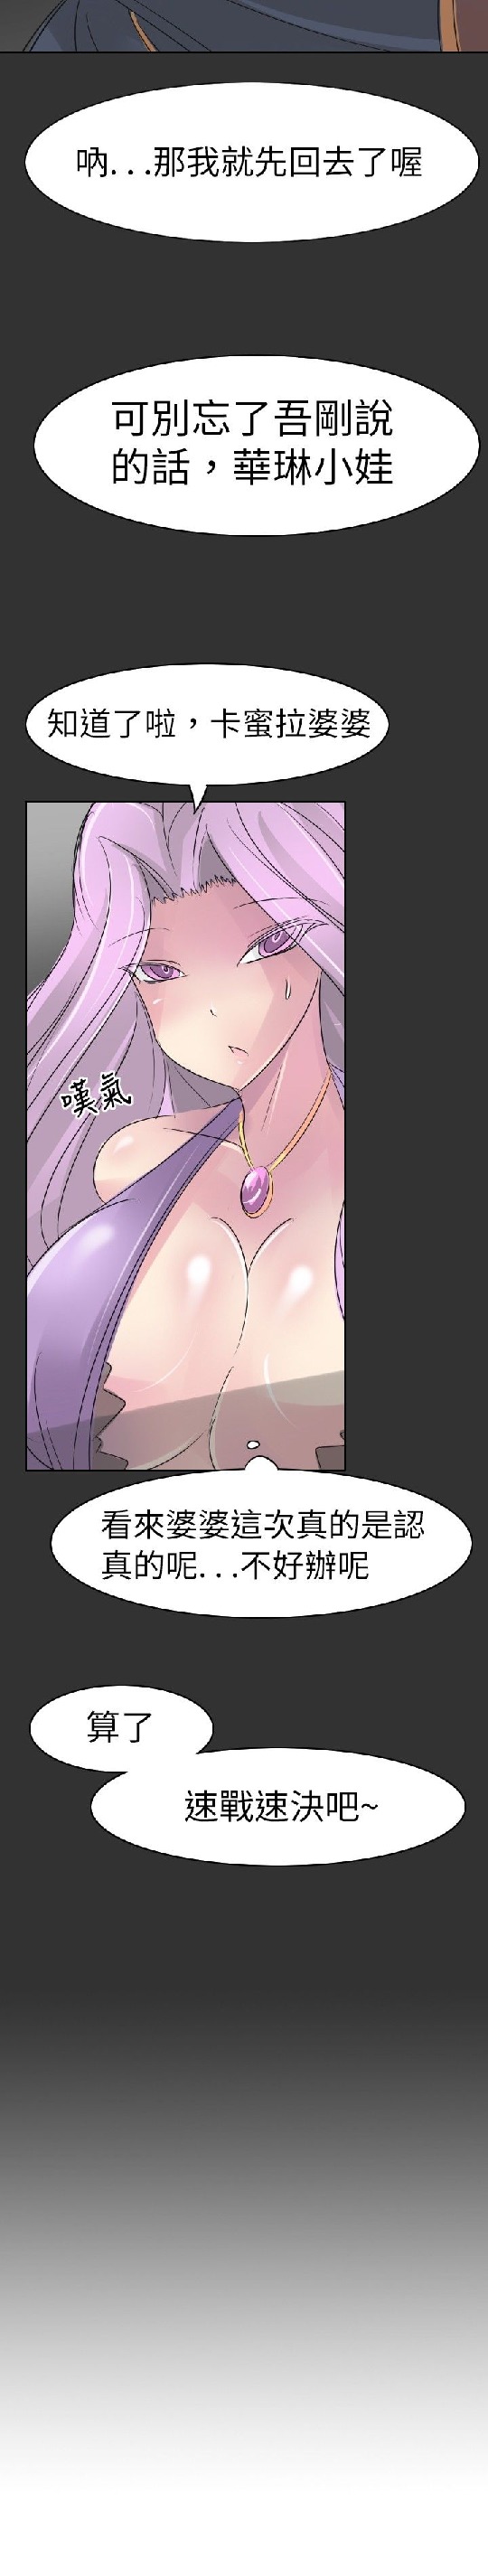 吶...那我就先回去了喔
可別忘了吾剛說
的話，華琳小娃
知道了啦，卡蜜拉婆婆
嘆氣
看來婆婆這次真的是認
真的呢...不好辦呢
算了
速戰速決吧~